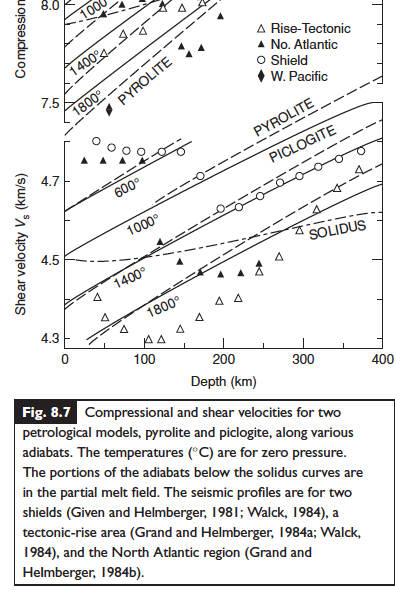 8.0
1000
Compression
1400°
1800°
PYROLITE
7.5
Rise-Tectonic
No. Atlantic
Shield
W. Pacific
PYROLITE
PICLOGITE
4.7
600°
1000°
Shear velocity Vs (km/s)
SOLIDUS
4.5
1400°
1800°
4.3
0 100 200 300 400
Depth (km)
Fig. 8.7 Compressional and shear velocities for two
petrological models, pyrolite and piclogite, along various
adiabats. The temperatures (°C) are for zero pressure.
The portions of the adiabats below the solidus curves are
in the partial melt field. The seismic profiles are for two
shields (Given and Helmberger, 1981; Walck, 1984), a
tectonic-rise area (Grand and Helmberger, 1984a; Walck,
1984), and the North Atlantic region (Grand and
Helmberger, 1984b).